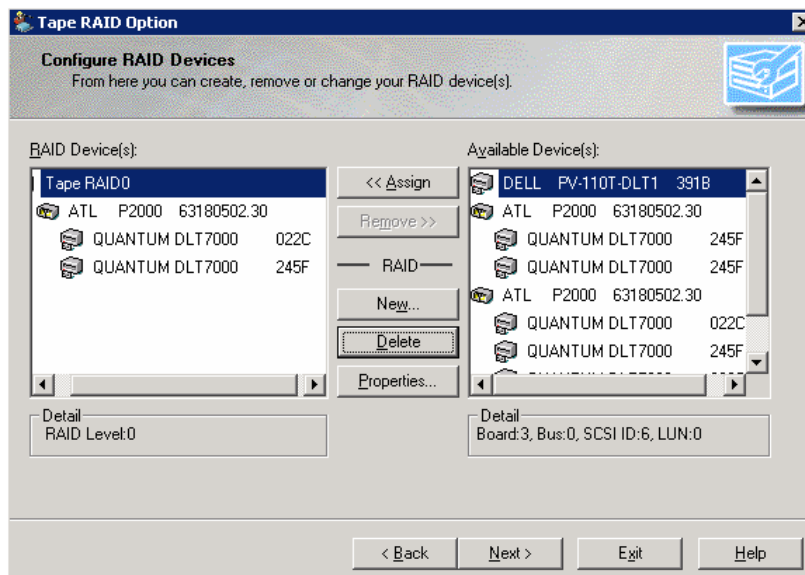 Tape RAID Option
Configure RAID Devices
From here you can create, remove or change your RAID device(s).
RAID Device(s):
Tape RAID0
ATL P2000 63180502.30
QUANTUM DLT7000 022C
QUANTUM DLT7000 245F
<< Assign
Remove >>
RAID
New...
Delete
Properties...
Available Device(s):
DELL PV-110T-DLT1 391B
ATL P2000 63180502.30
QUANTUM DLT7000 245F
QUANTUM DLT7000 245F
ATL P2000 63180502.30
QUANTUM DLT7000 022C
QUANTUM DLT7000 245F
Detail
RAID Level:0
Detail
Board:3, Bus:0, SCSI ID:6, LUN:0
< Back
Next >
Exit
Help